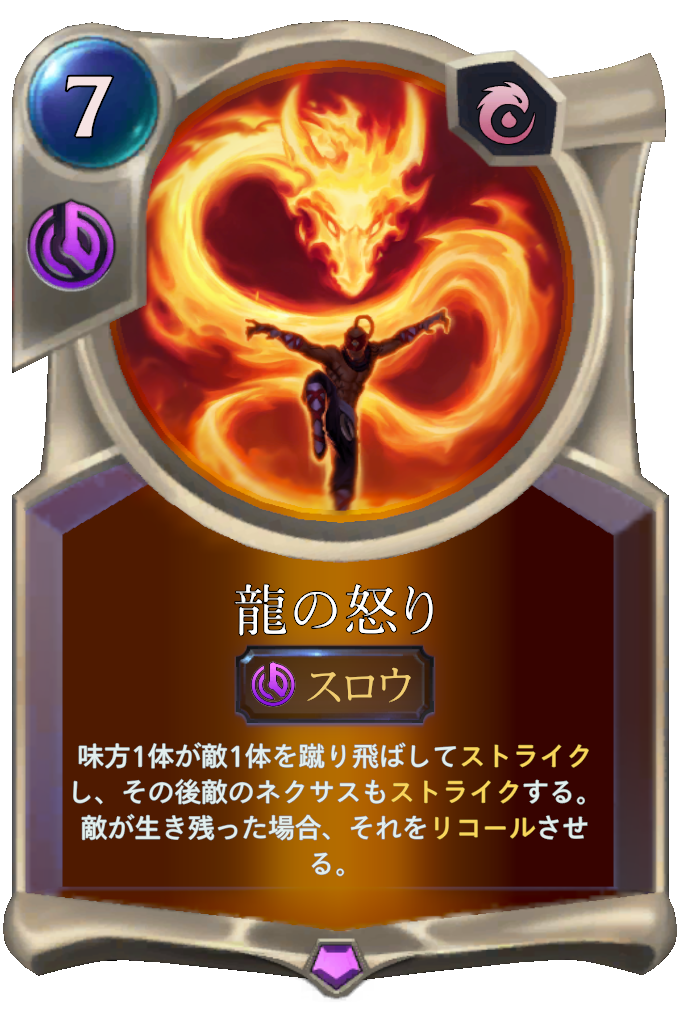 7
龍の怒り
スロウ
味方1体が敵1体を蹴り飛ばしてストライク
し、その後敵のネクサスもストライクする。
敵が生き残った場合、それをリコールさせ
る。